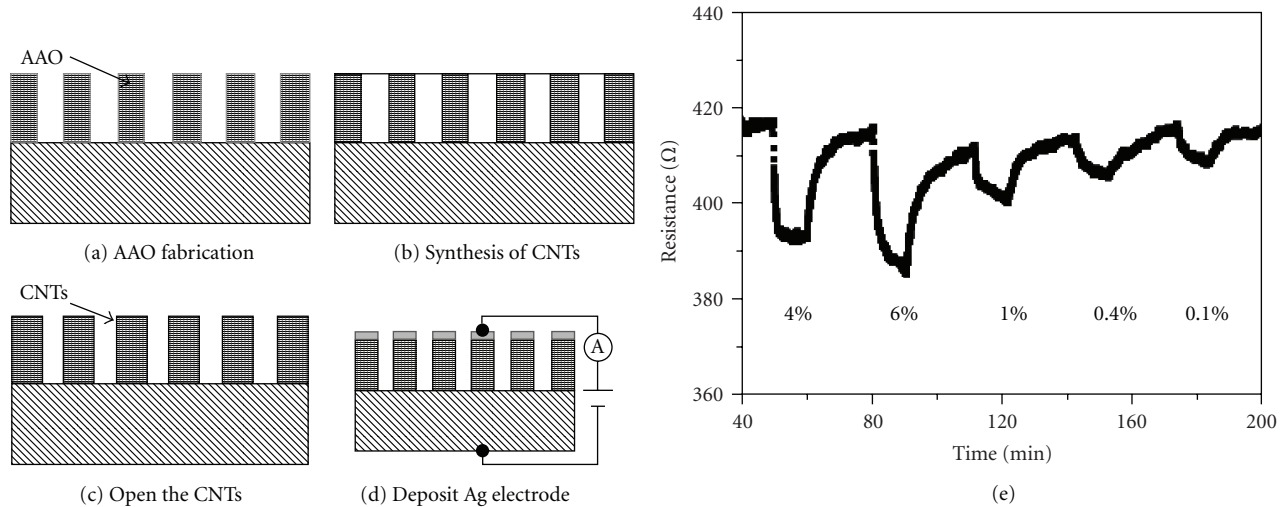 AAO
(a) AAO fabrication
(b) Synthesis of CNTs
CNTs
(c) Open the CNTs
A
(d) Deposit Ag electrode
Resistance (Ω)
440
420
400
380
360
4%
6%
1%
0.4%
0.1%
40
80
120
160
200
Time (min)
(e)